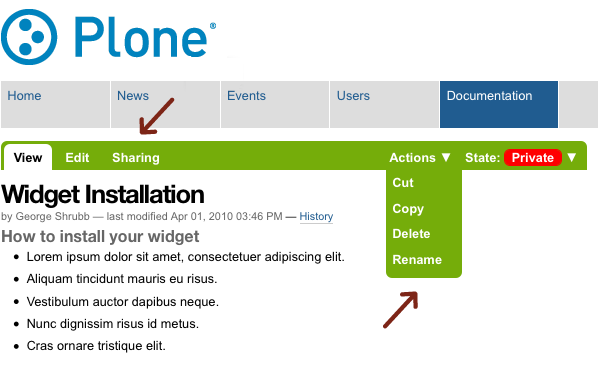 Plone®
Home News Events Users Documentation
View Edit Sharing Actions ▼ State: Private ▼
Cut
Copy
Delete
Rename
Widget Installation
by George Shrubb — last modified Apr 01, 2010 03:46 PM — History
How to install your widget
• Lorem ipsum dolor sit amet, consectetuer adipiscing elit.
• Aliquam tincidunt mauris eu risus.
• Vestibulum auctor dapibus neque.
• Nunc dignissim risus id metus.
• Cras ornare tristique elit.